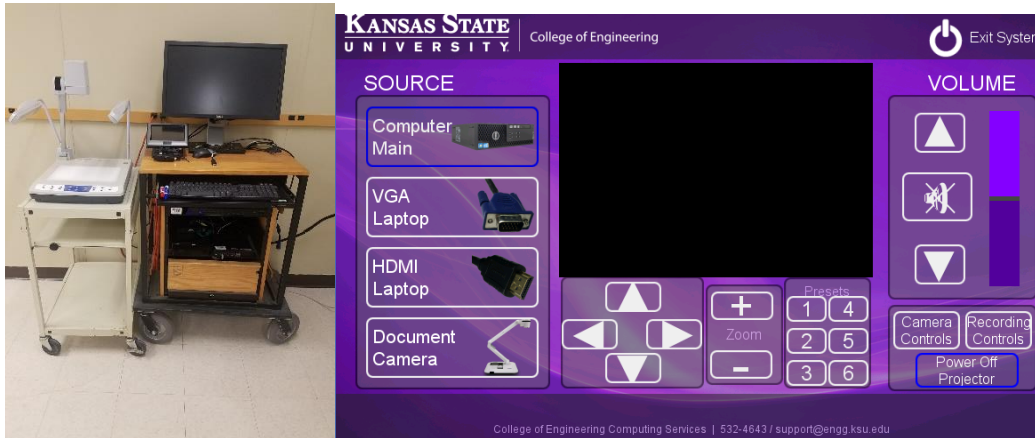 KANSAS STATE
UNIVERSITY
College of Engineering
Exit System
SOURCE
Computer
Main
VGA
Laptop
HDMI
Laptop
Document
Camera
VOLUME
+
Zoom
-
Presets
1 4
2 5
3 6
Camera
Controls
Recording
Controls
Power Off
Projector
College of Engineering Computing Services | 532-4643 / support@engg.ksu.edu